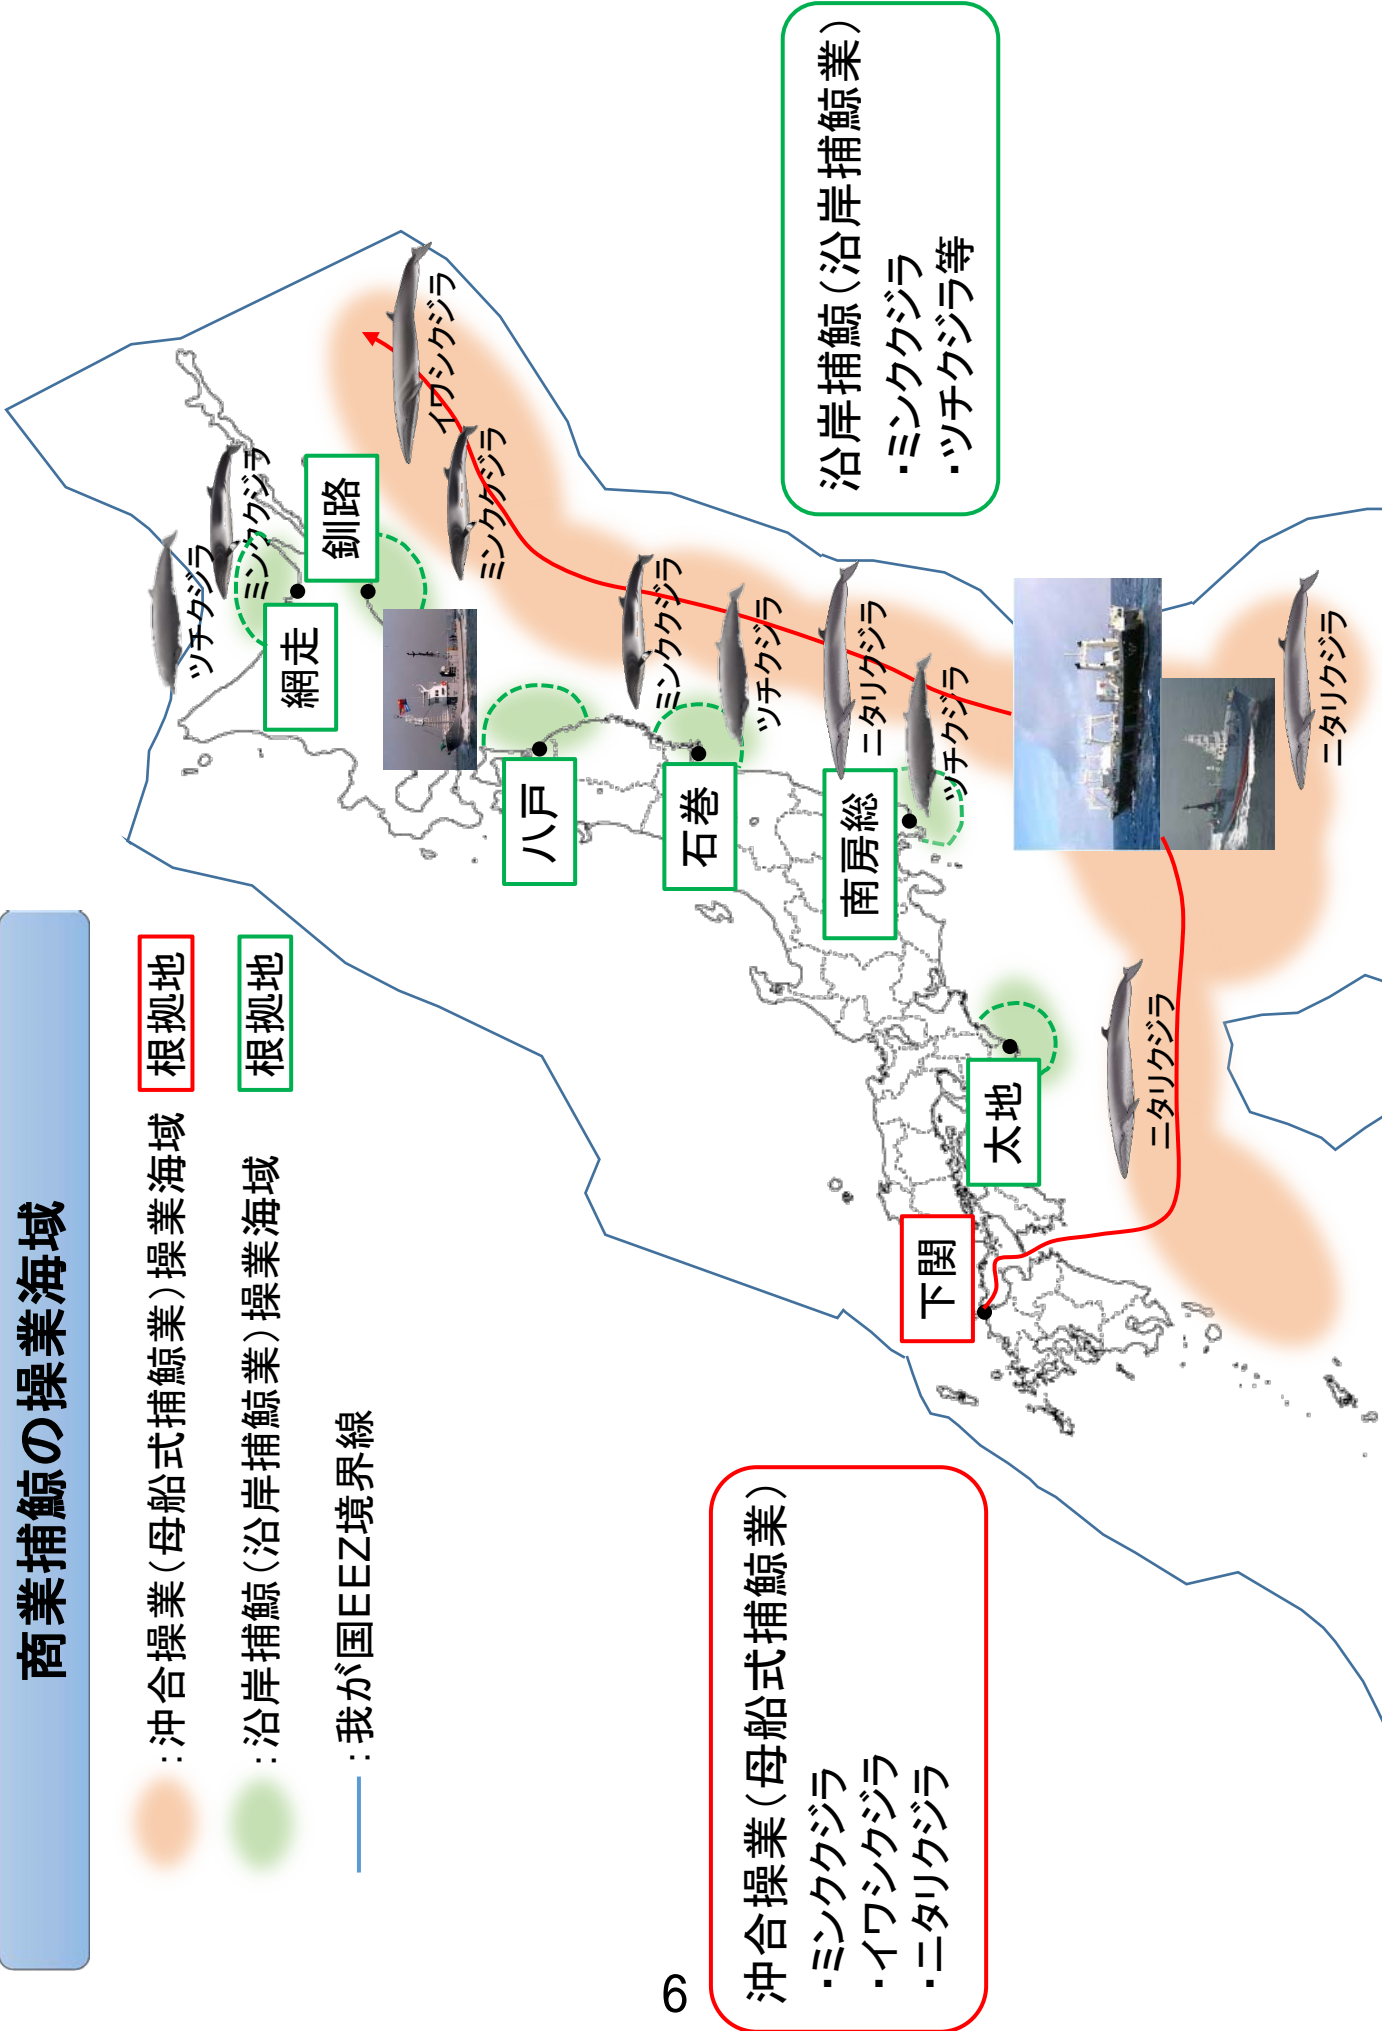 商業捕鯨の操業海域
：沖合操業（母船式捕鯨業）操業海域 根拠地
：沿岸捕鯨（沿岸捕鯨業）操業海域 根拠地
：我が国EEZ境界線
ツチクジラ
ミンククジラ
網走
釧路
イワシクジラ
ミンククジラ
八戸
ミンククジラ
石巻
ツチクジラ
ニタリクジラ
南房総
ツチクジラ
太地
下関
ニタリクジラ
ニタリクジラ
沖合操業（母船式捕鯨業）
・ミンククジラ
・イワシクジラ
・ニタリクジラ
沿岸捕鯨（沿岸捕鯨業）
・ミンククジラ
・ツチクジラ等
6